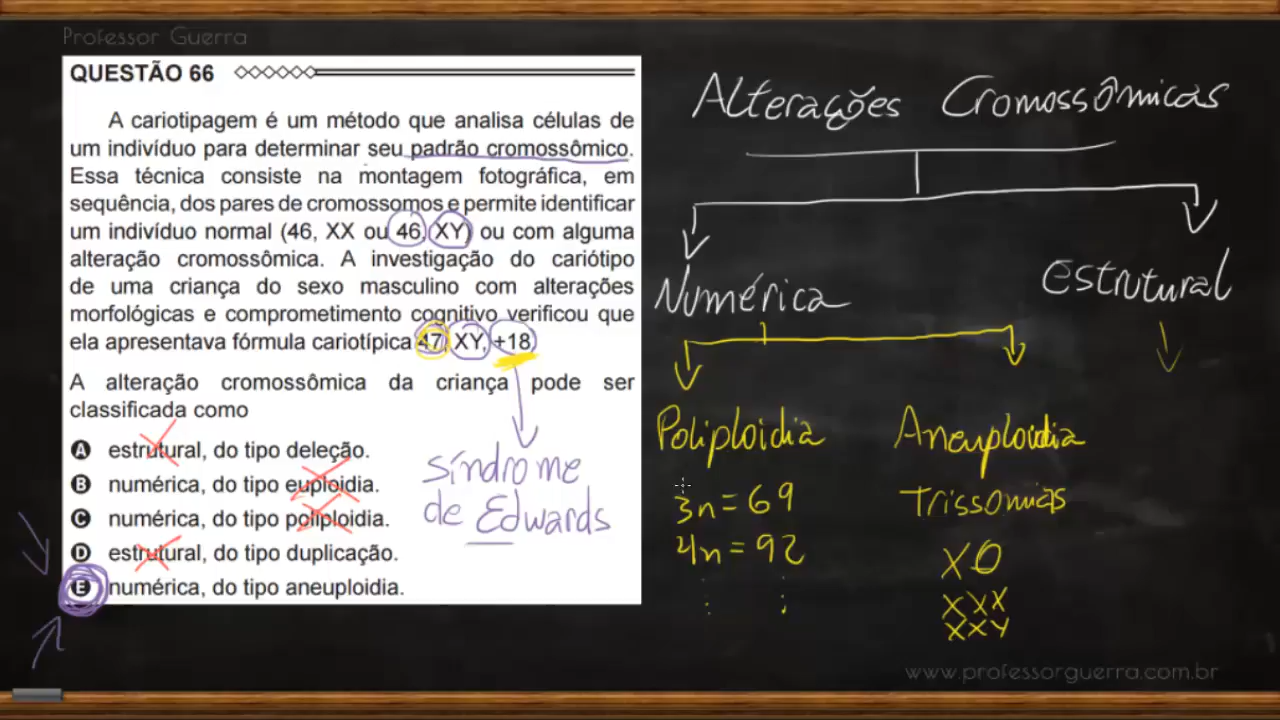 Professor Guerra
QUESTÃO 66
A cariotipagem é um método que analisa células de
um indivíduo para determinar seu padrão cromossômico.
Essa técnica consiste na montagem fotográfica, em
sequência, dos pares de cromossomos e permite identificar
um indivíduo normal (46, XX ou 46, XY) ou com alguma
alteração cromossômica. A investigação do cariótipo
de uma criança do sexo masculino com alterações
morfológicas e comprometimento cognitivo verificou que
ela apresentava fórmula cariotípica 47, XY, +18.
A alteração cromossômica da criança pode ser
classificada como
A estrutural, do tipo deleção.
B numérica, do tipo euploidia.
C numérica, do tipo poliploidia.
D estrutural, do tipo duplicação.
E numérica, do tipo aneuploidia.
síndrome
de Edwards
Alterações Cromossômicas
Numérica
Estrutural
Poliploidia
3n = 69
4n = 92
Aneuploidia
Trissomias
XO
XXX
XXY
www.professorguerra.com.br